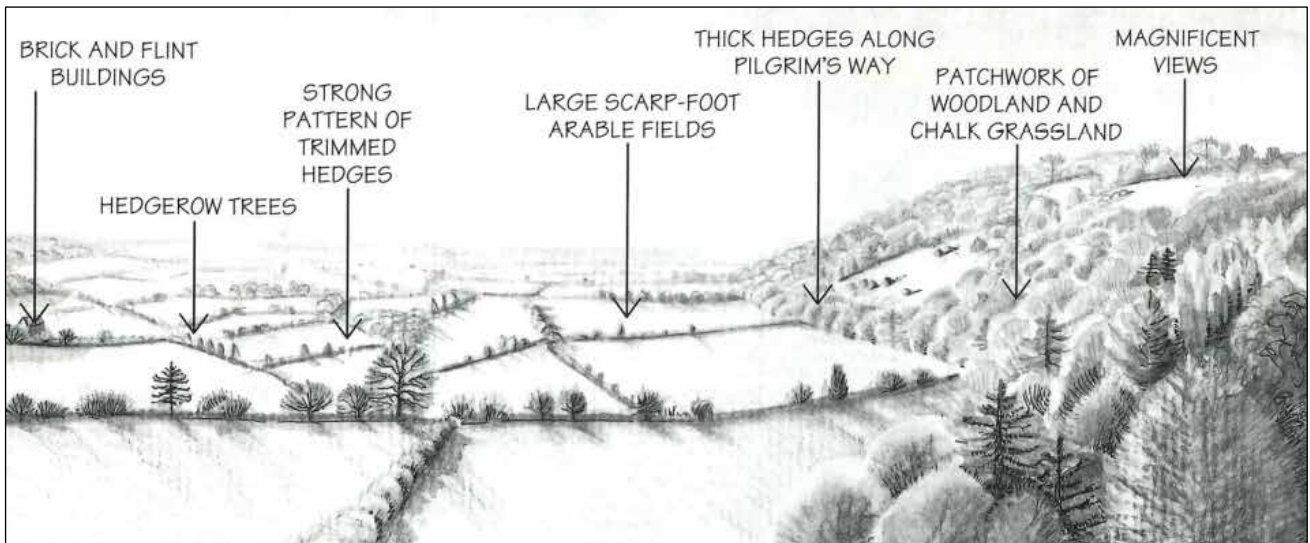 BRICK AND FLINT
BUILDINGS
HEDGEROW TREES
STRONG
PATTERN OF
TRIMMED
HEDGES
LARGE SCARP-FOOT
ARABLE FIELDS
THICK HEDGES ALONG
PILGRIM'S WAY
PATCHWORK OF
WOODLAND AND
CHALK GRASSLAND
MAGNIFICENT
VIEWS